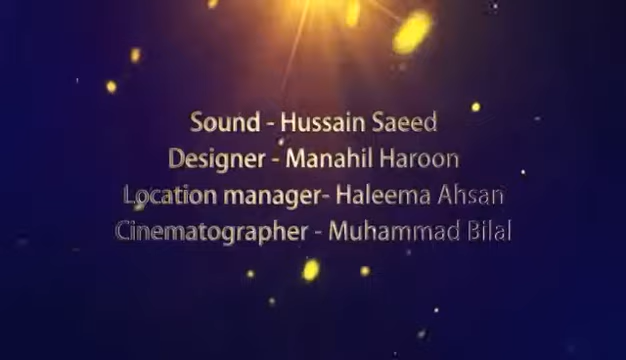 Sound - Hussain Saeed
Designer - Manahil Haroon
Location manager- Haleema Ahsan
Cinematographer - Muhammad Bilal